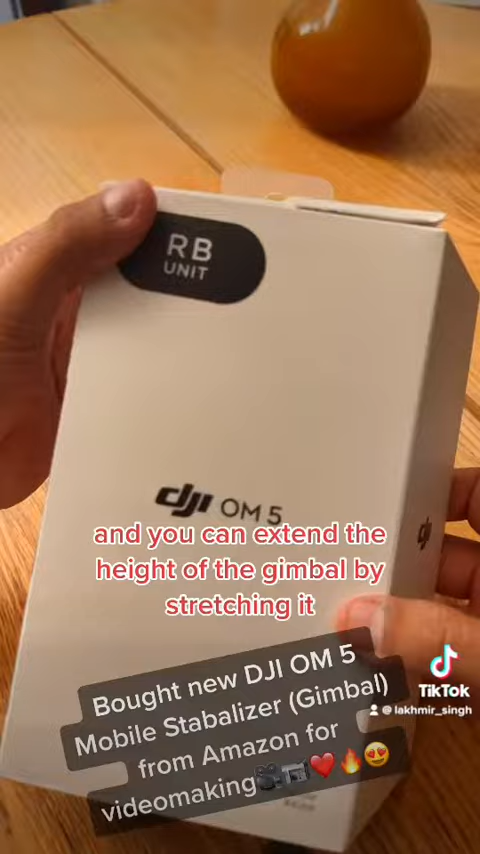 RB
UNIT
dji OM 5
dji
and you can extend the
height of the gimbal by
stretching it
Bought new DJI OM 5
Mobile Stabalizer (Gimbal)
from Amazon for
videomaking🎥📸❤️🔥😍
TikTok
@lakhmir_singh